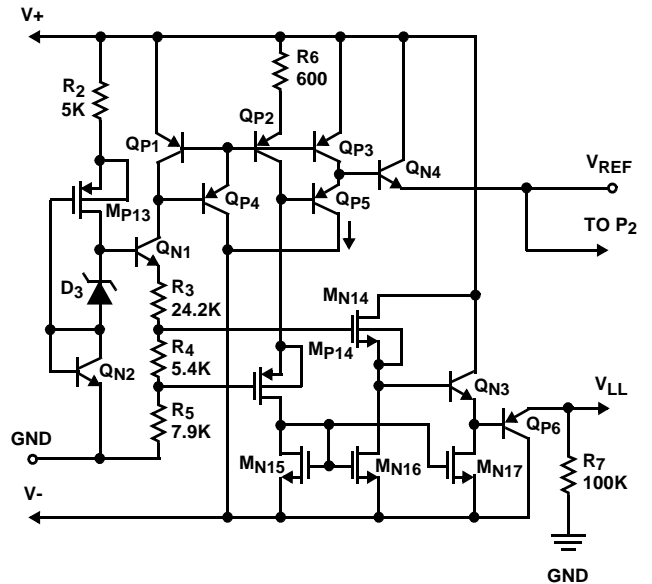 V+
R2
5K
R6
600
QP1
QP2
QP3
QN4
VREF
TO P2
MP13
QP4
QP5
QN1
D3
R3
24.2K
MN14
MP14
R4
5.4K
QN2
QN3
VLL
QP6
R5
7.9K
GND
MN15
MN16
MN17
R7
100K
V-
GND